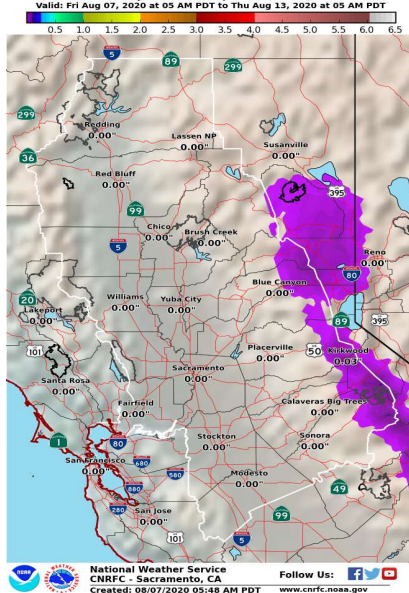 Valid: Fri Aug 07, 2020 at 05 AM PDT to Thu Aug 13, 2020 at 05 AM PDT
0.5 1.0 1.5 2.0 2.5 3.0 3.5 4.0 4.5 5.0 5.5 6.0 6.5
5
89
299
299
Redding
0.00"
Lassen NP
0.00"
Susanville
0.00"
36
Red Bluff
0.00"
395
99
Chico
0.00"
Brush Creek
0.00"
5
Reno
0.00"
80
Blue Canyon
0.00"
20
Lakeport
0.00"
Williams
0.00"
Yuba City
0.00"
89
395
101
Placerville
0.00"
50
Kirkwood
0.03"
Santa Rosa
0.00"
Sacramento
0.00"
Fairfield
0.00"
Calaveras Big Trees
0.00"
1
80
Stockton
0.00"
Sonora
0.00"
San Francisco
0.00"
680
580
880
Modesto
0.00"
49
280
San Jose
0.00"
99
101
5
NOAA
National Weather Service
CNRFC - Sacramento, CA
Created: 08/07/2020 05:48 AM PDT
Follow Us:
www.cnrfc.noaa.gov